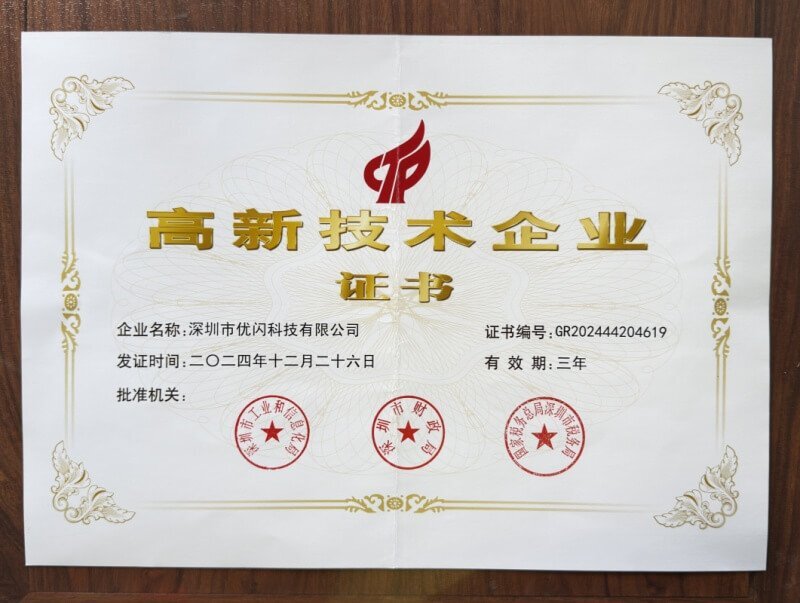 高新技术企业
证书
企业名称：深圳市优闪科技有限公司
证书编号：GR202444204619
发证时间：二〇二四年十二月二十六日
有 效 期：三年
批准机关：
深圳市工业和信息化局
深圳市财政局
国家税务总局深圳市税务局